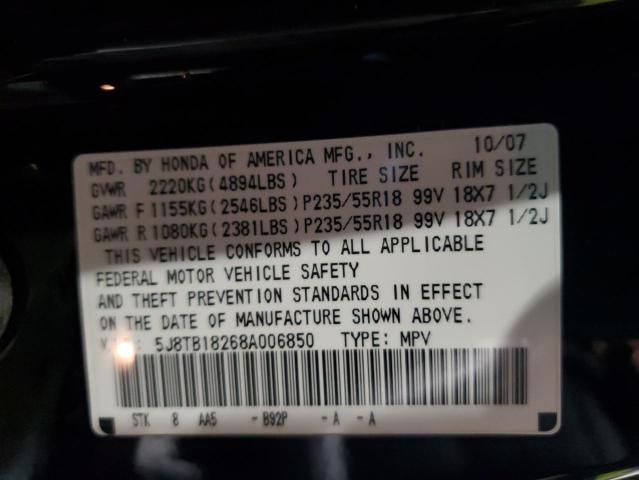 MFD. BY HONDA OF AMERICA MFG., INC. 10/07
GVWR 2220KG(4894LBS) TIRE SIZE RIM SIZE
GAWR F 1155KG(2546LBS)P235/55R18 99V 18X7 1/2J
GAWR R 1080KG(2381LBS)P235/55R18 99V 18X7 1/2J
THIS VEHICLE CONFORMS TO ALL APPLICABLE
FEDERAL MOTOR VEHICLE SAFETY
AND THEFT PREVENTION STANDARDS IN EFFECT
ON THE DATE OF MANUFACTURE SHOWN ABOVE.
5J8TB18268A006850 TYPE: MPV
STK 8 AA5 -B92P -A -A